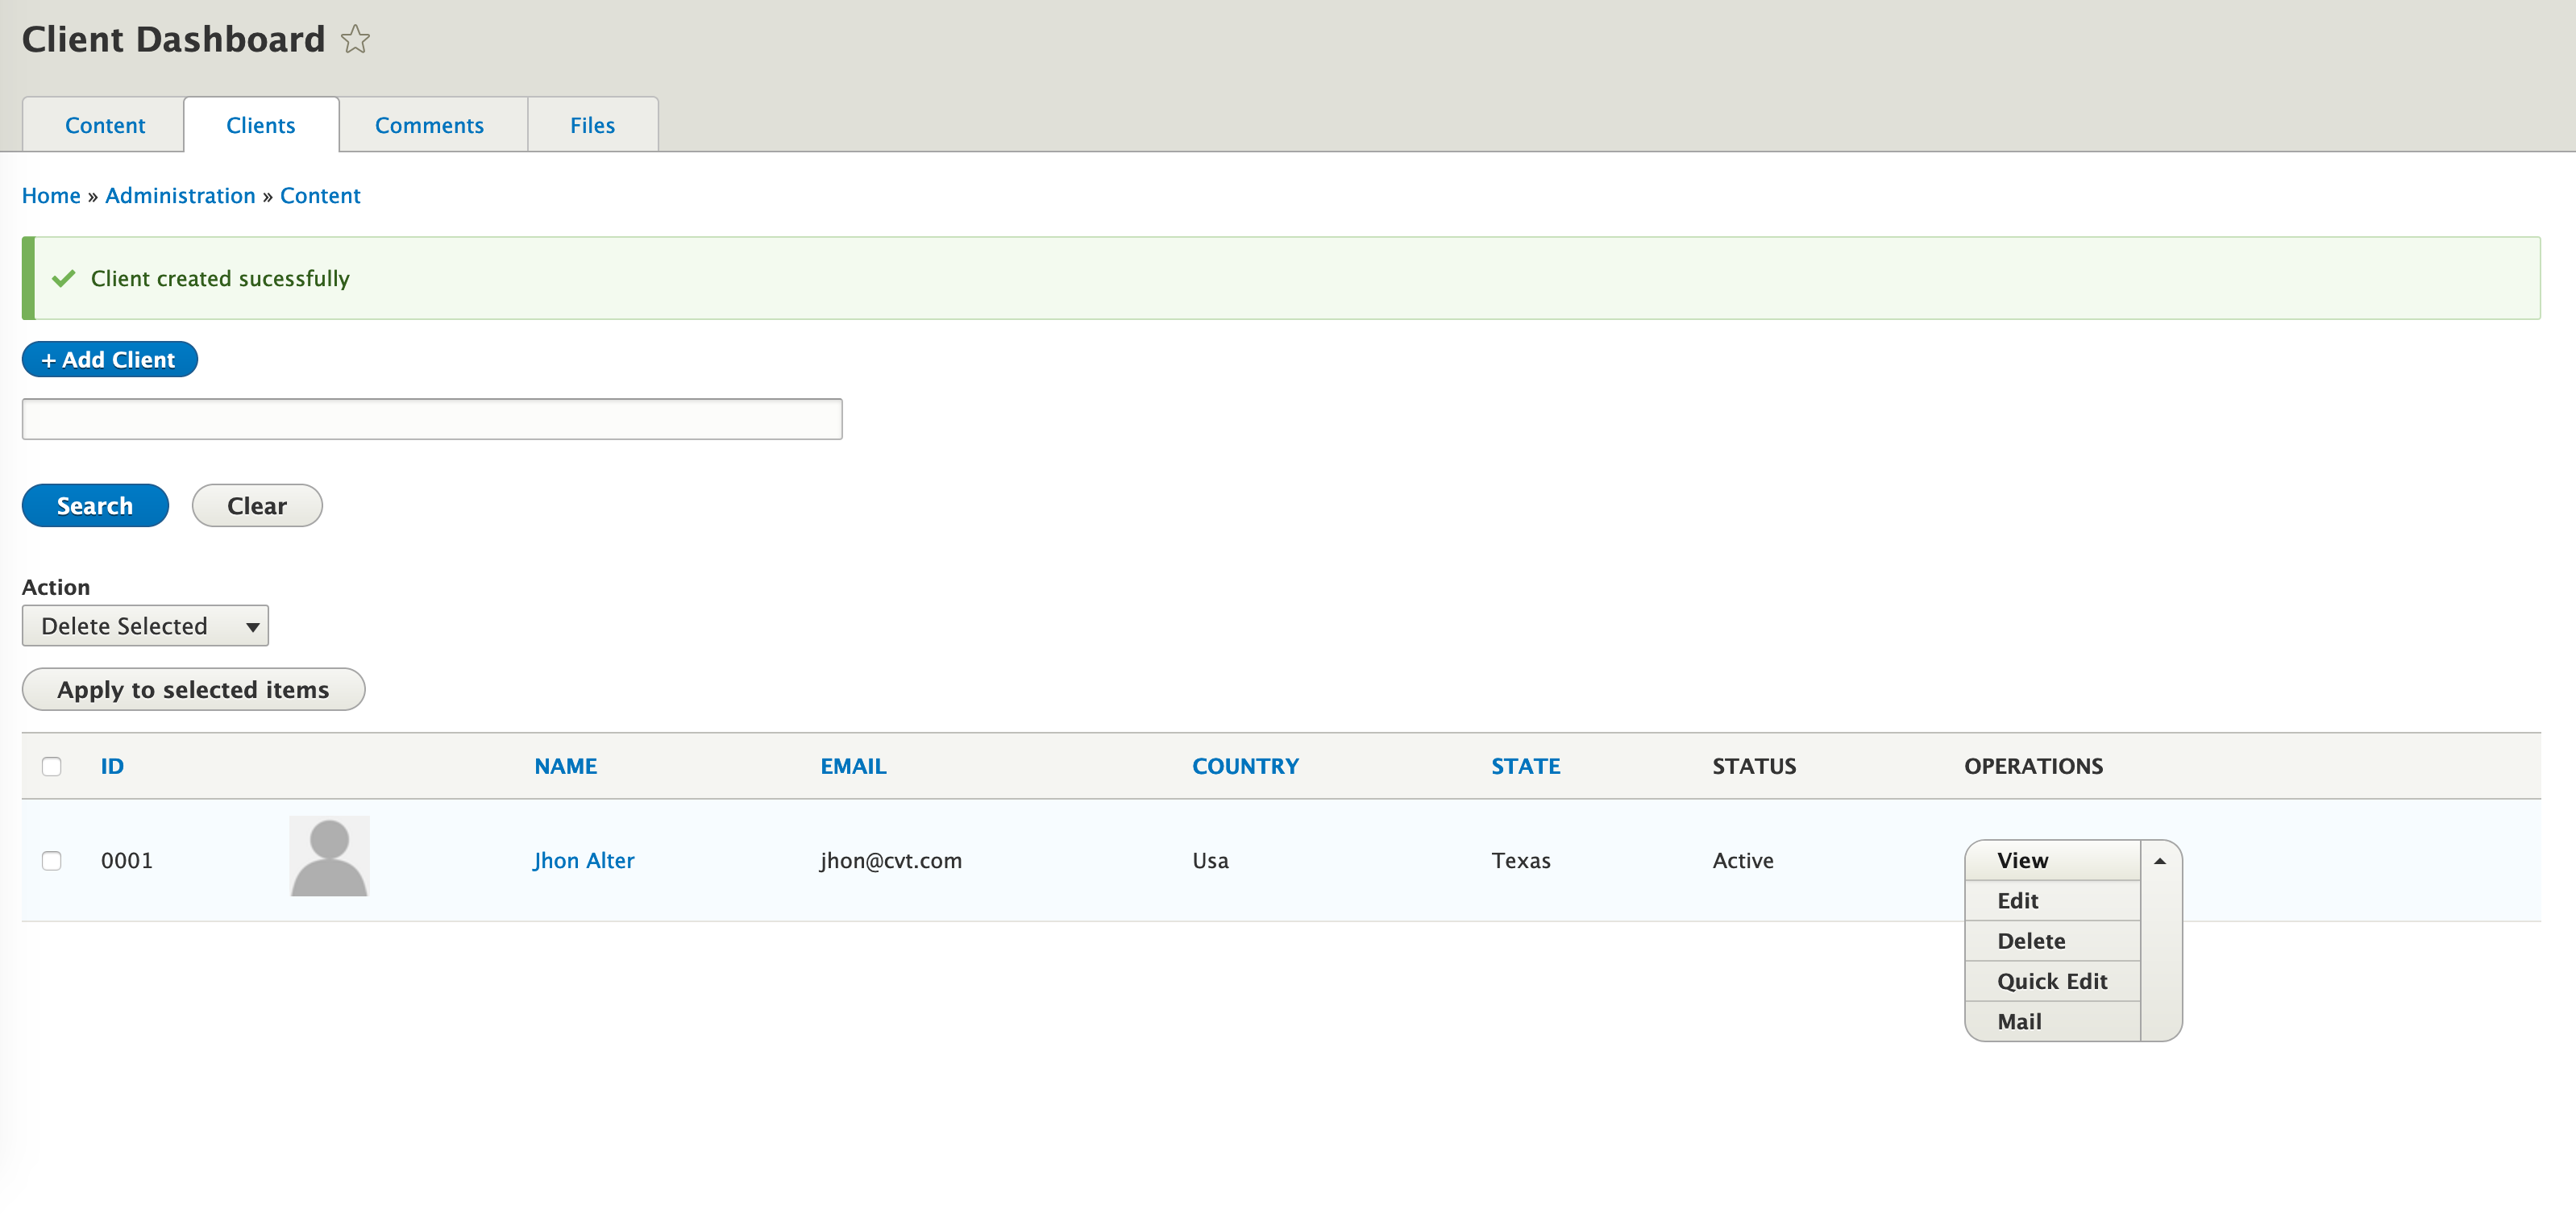 Client Dashboard
Content Clients Comments Files
Home » Administration » Content
Client created sucessfully
+ Add Client
Search Clear
Action
Delete Selected
Apply to selected items
ID NAME EMAIL COUNTRY STATE STATUS OPERATIONS
0001 Jhon Alter jhon@cvt.com Usa Texas Active View
Edit
Delete
Quick Edit
Mail